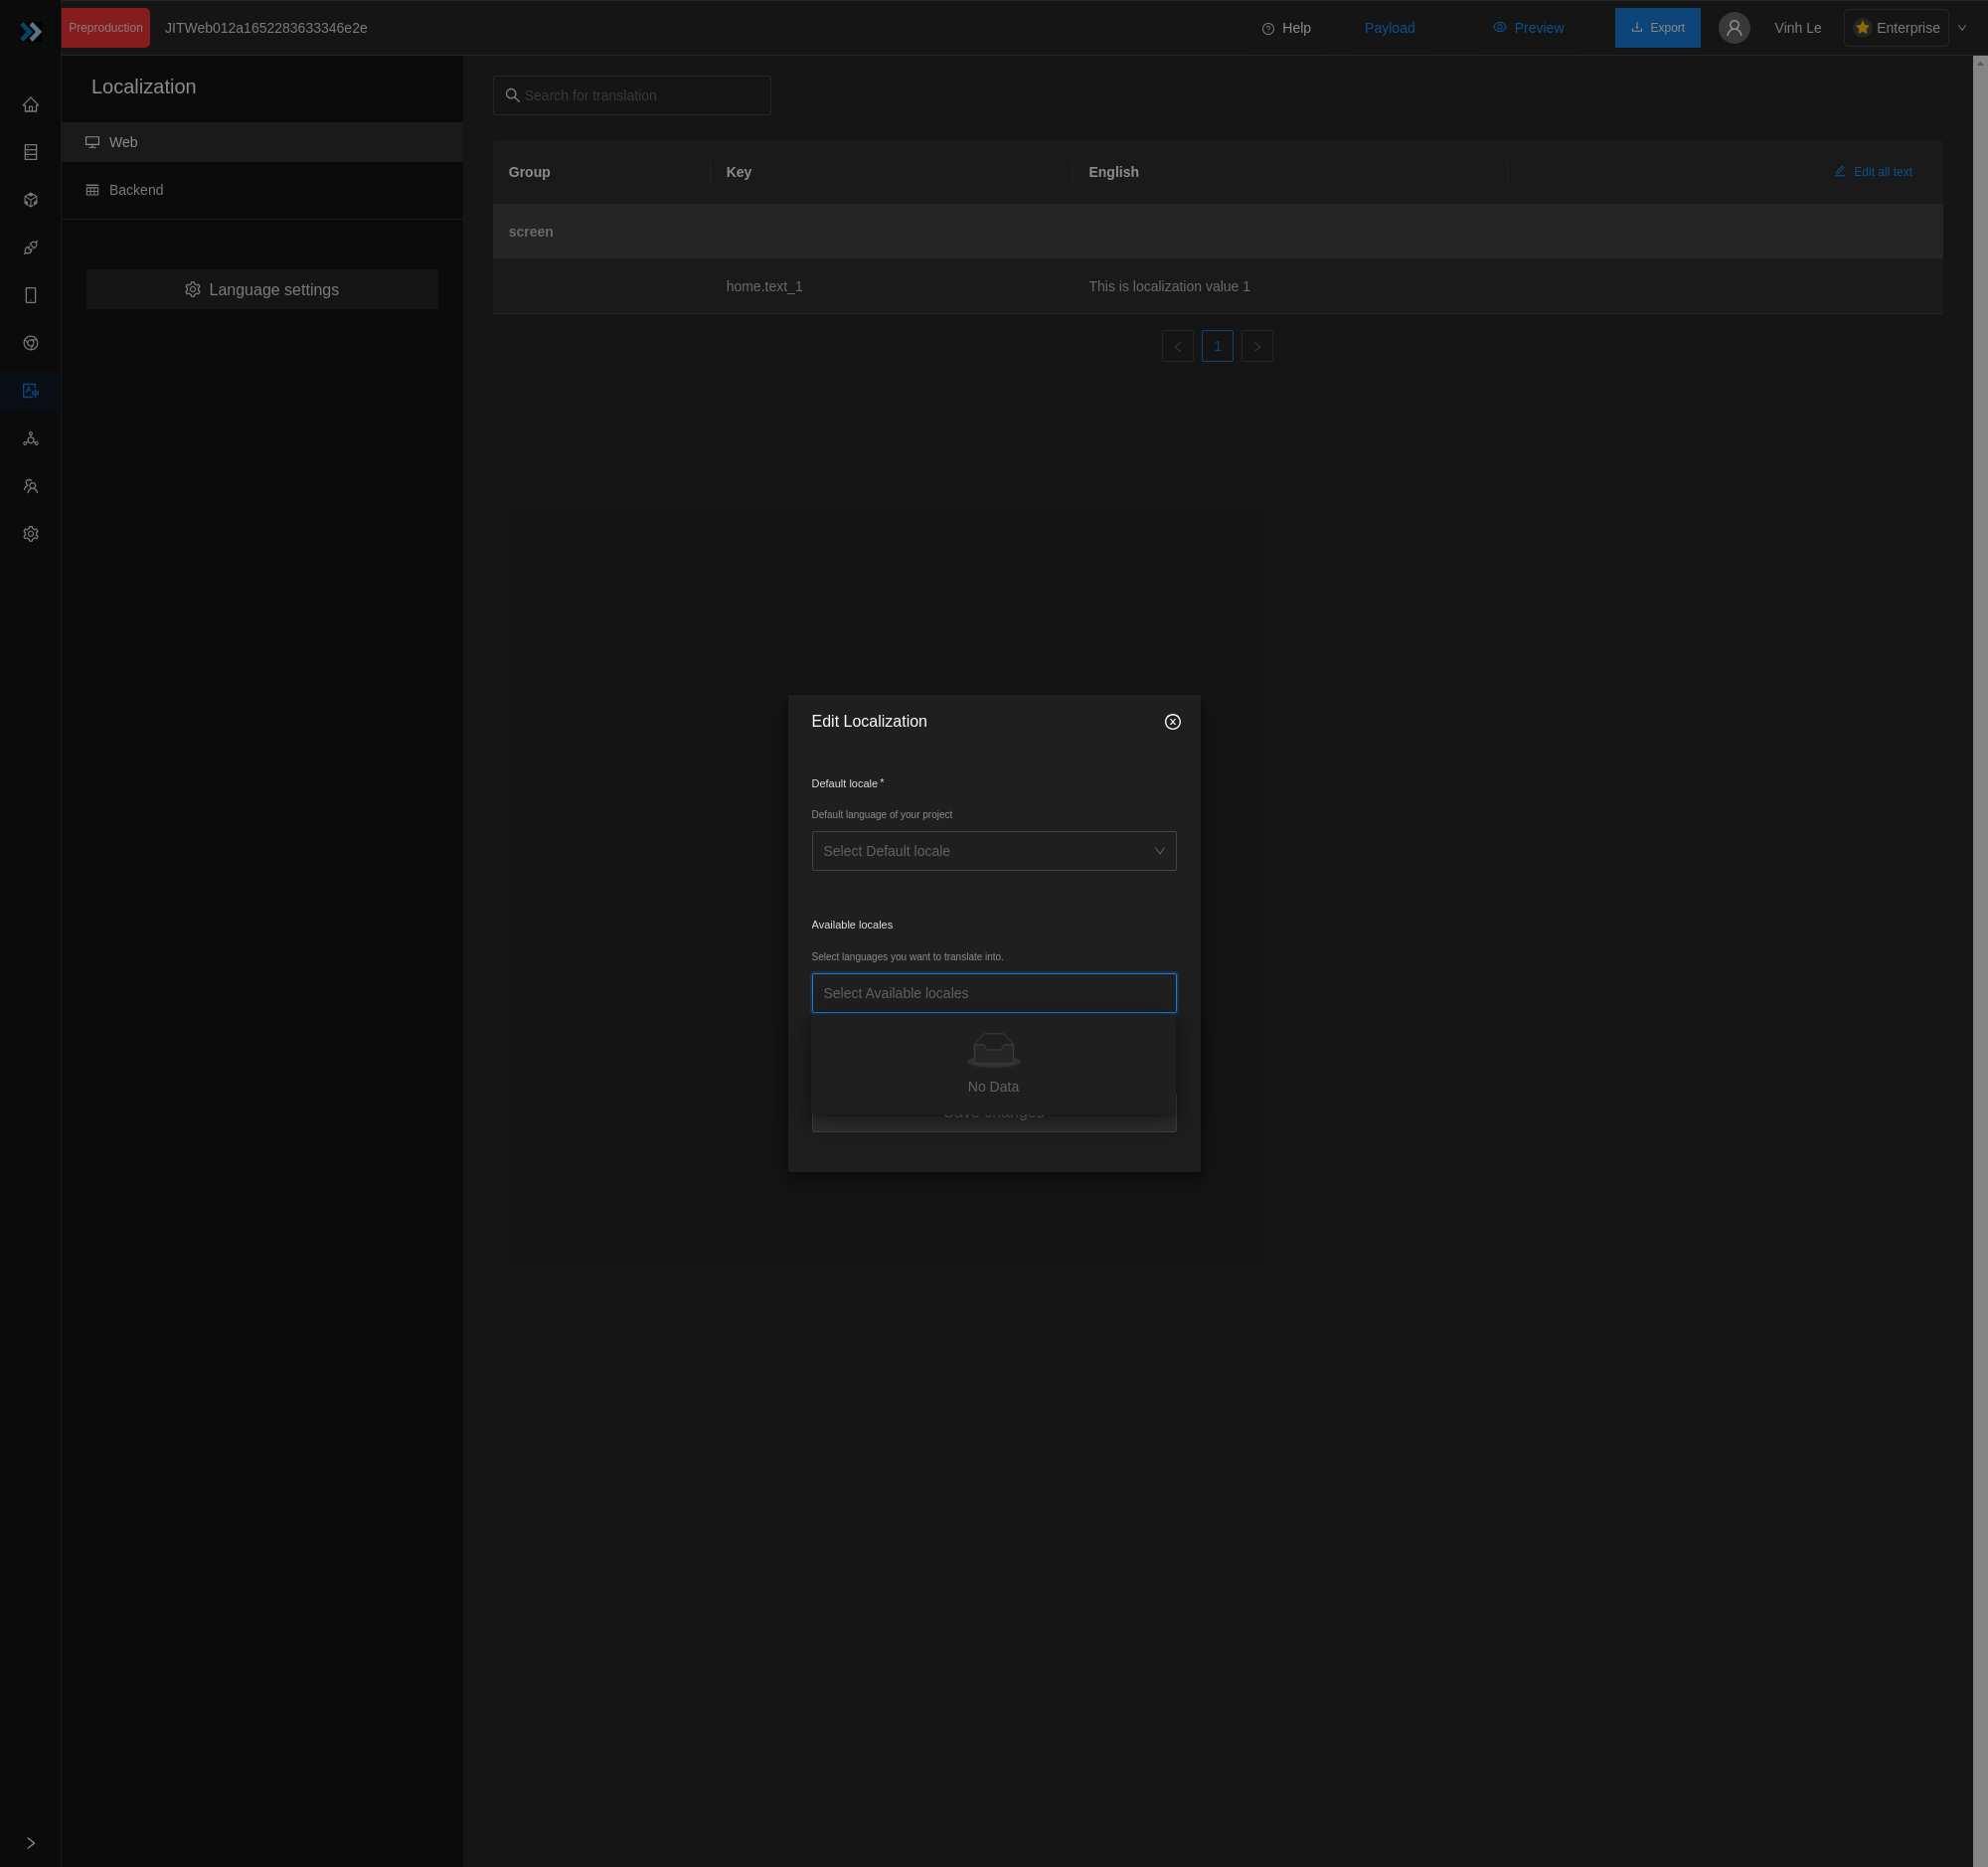 Preproduction JITWeb012a1652283633346e2e Help Payload Preview Export Vinh Le Enterprise
Localization
Web
Backend
Language settings
Search for translation
Group Key English Edit all text
screen
home.text_1 This is localization value 1
1
Edit Localization
Default locale *
Default language of your project
Select Default locale
Available locales
Select languages you want to translate into.
Select Available locales
No Data
Save changes